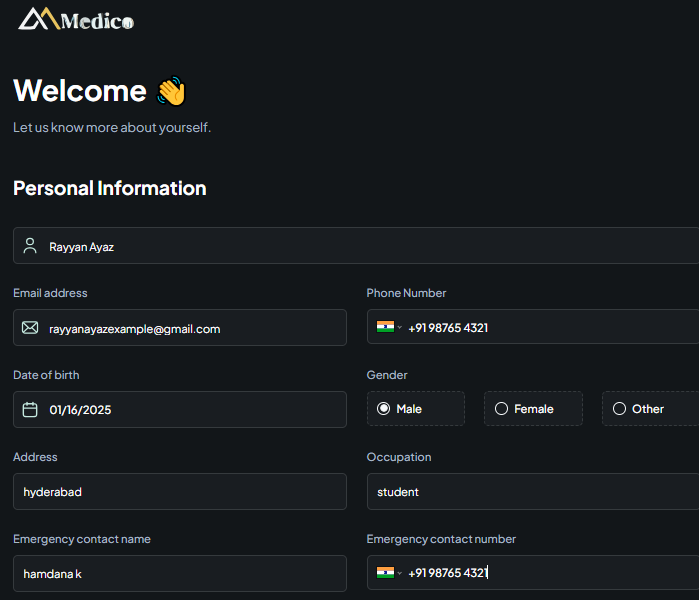 Medico
Welcome 👋
Let us know more about yourself.
Personal Information
Rayyan Ayaz
Email address Phone Number
rayyanayazexample@gmail.com +91 98765 4321
Date of birth Gender
01/16/2025 Male Female Other
Address Occupation
hyderabad student
Emergency contact name Emergency contact number
hamdana k +91 98765 4321